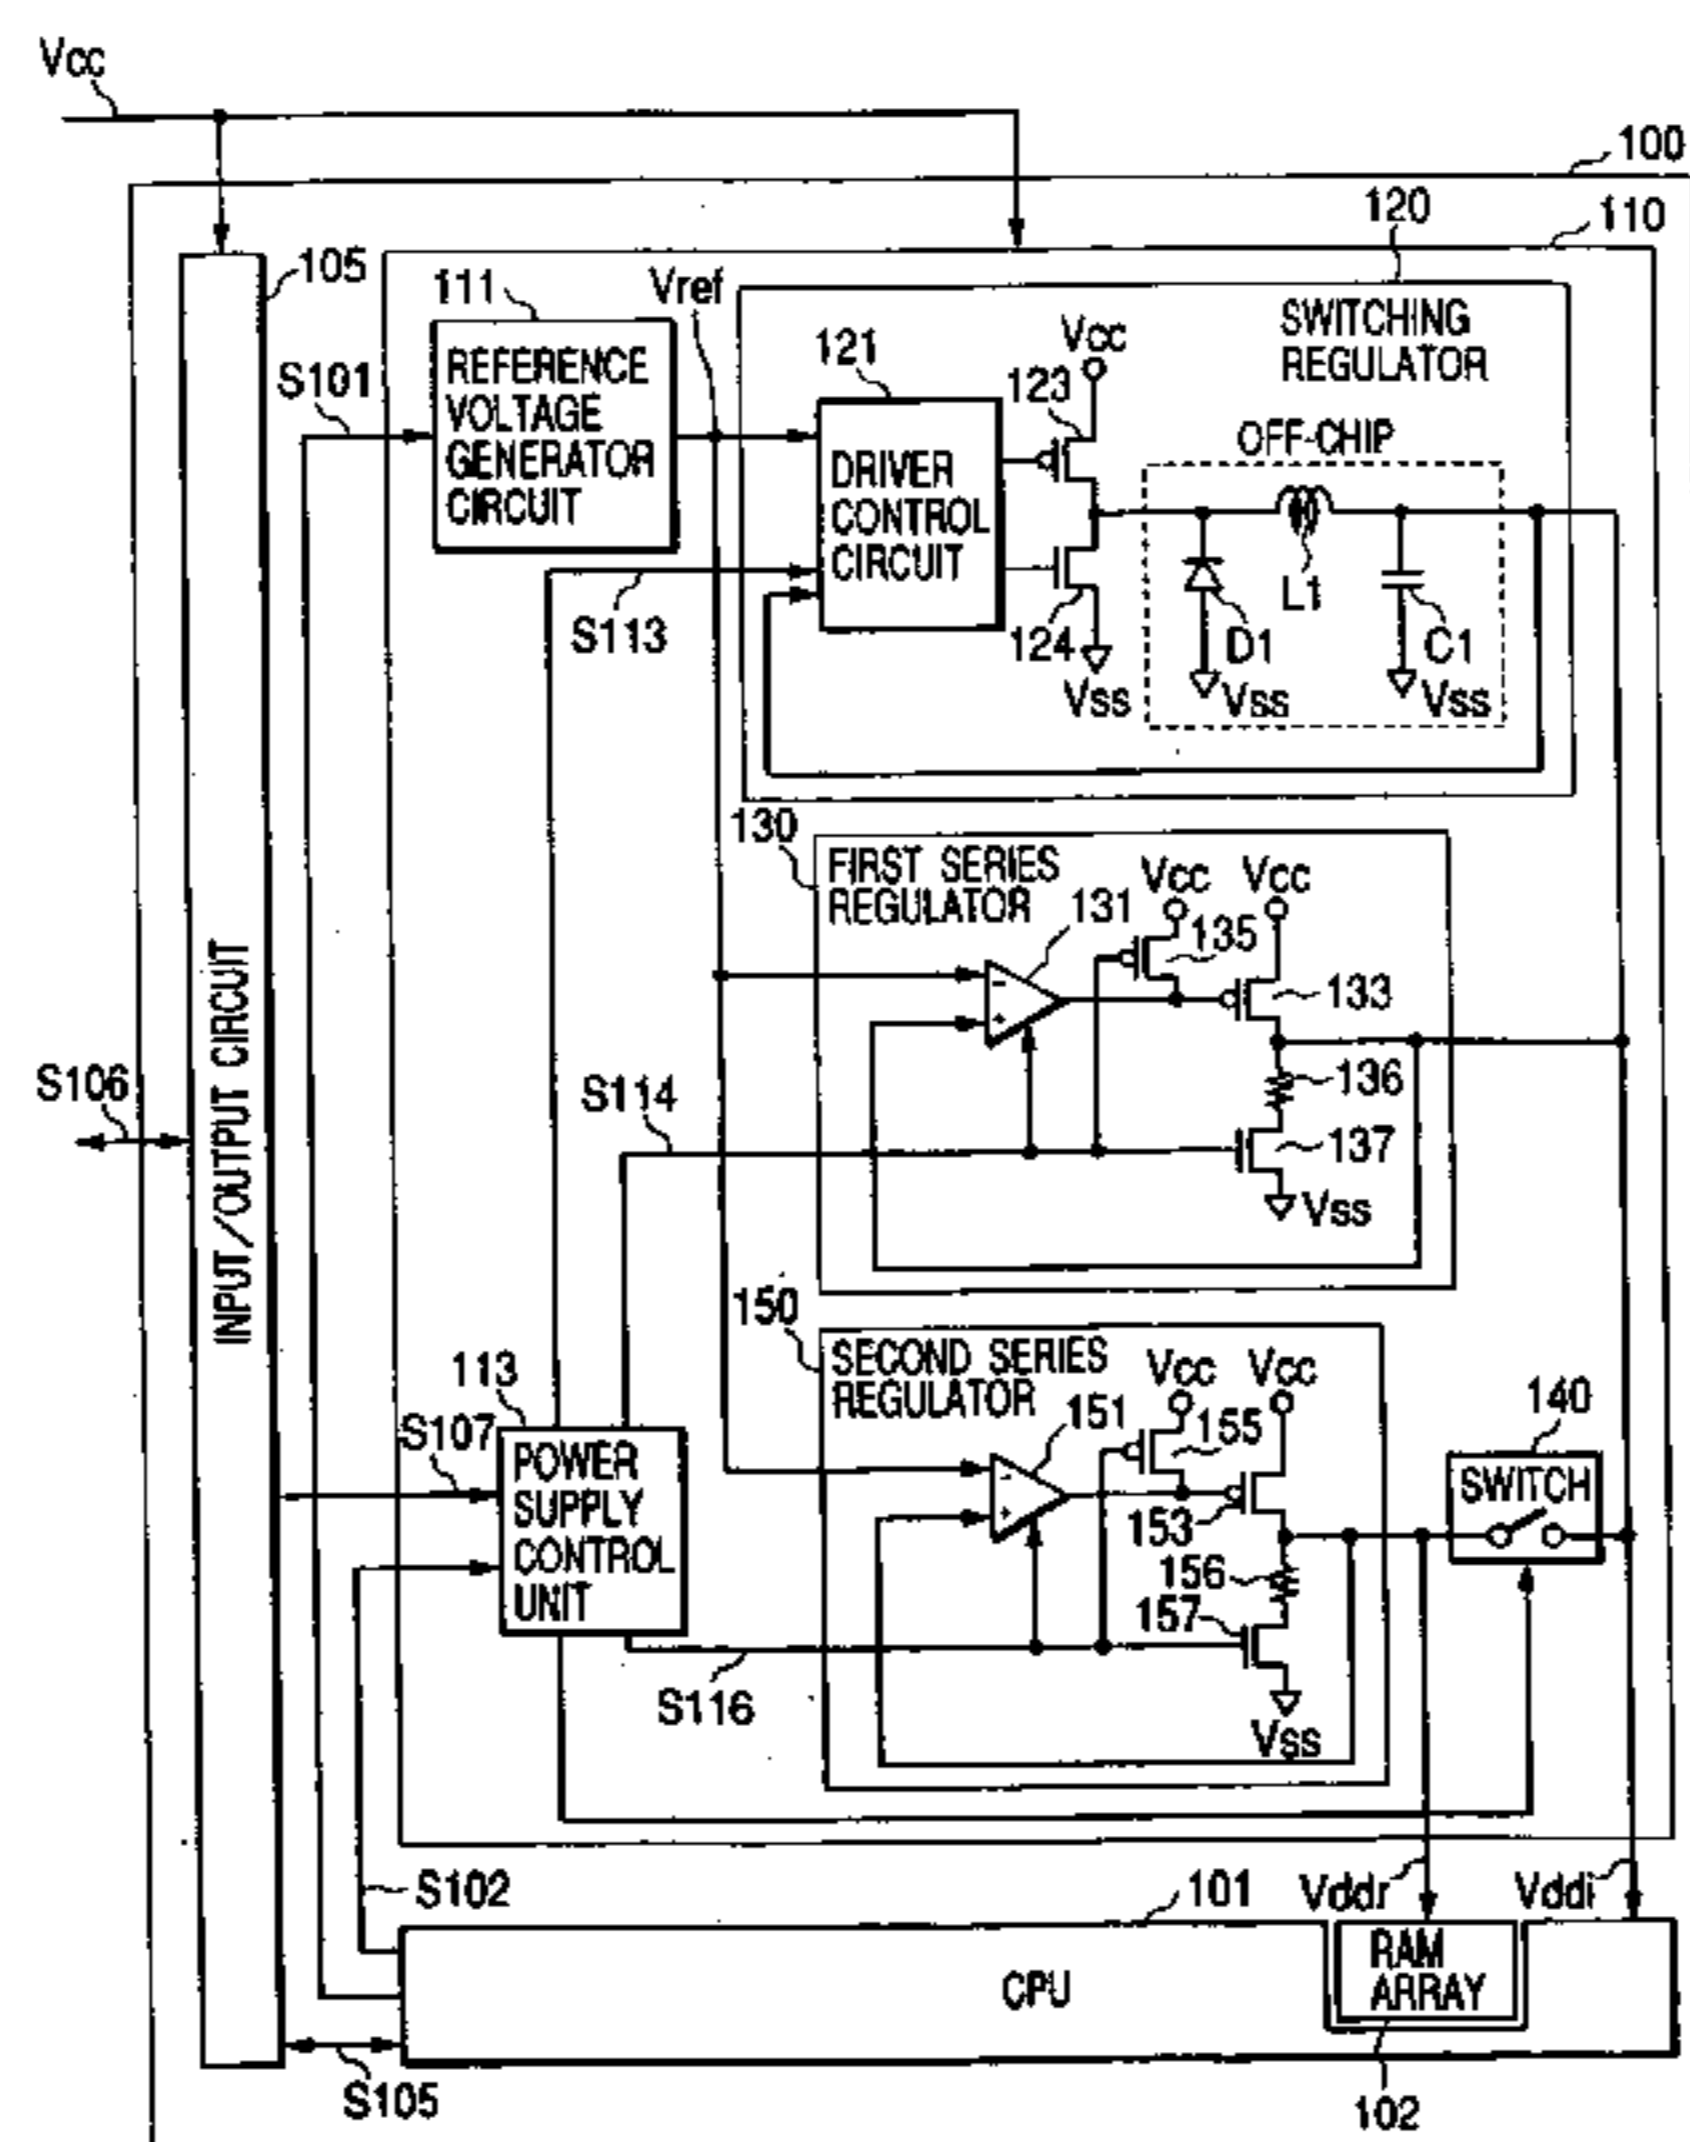 Vcc
100
120
110
105
111
Vref
SWITCHING
REGULATOR
Vcc
121
123
S101
REFERENCE
VOLTAGE
GENERATOR
CIRCUIT
OFF-CHIP
DRIVER
CONTROL
CIRCUIT
L1
S113
124
D1
C1
Vss
Vss
Vss
130
FIRST SERIES
REGULATOR
Vcc
Vcc
131
135
133
INPUT/OUTPUT CIRCUIT
-
+
S106
S114
136
137
Vss
150
SECOND SERIES
REGULATOR
Vcc
Vcc
113
151
155
140
S107
POWER
SUPPLY
CONTROL
UNIT
-
+
153
SWITCH
156
157
S116
Vss
S102
101
Vddr
Vddi
CPU
RAM
ARRAY
S105
102